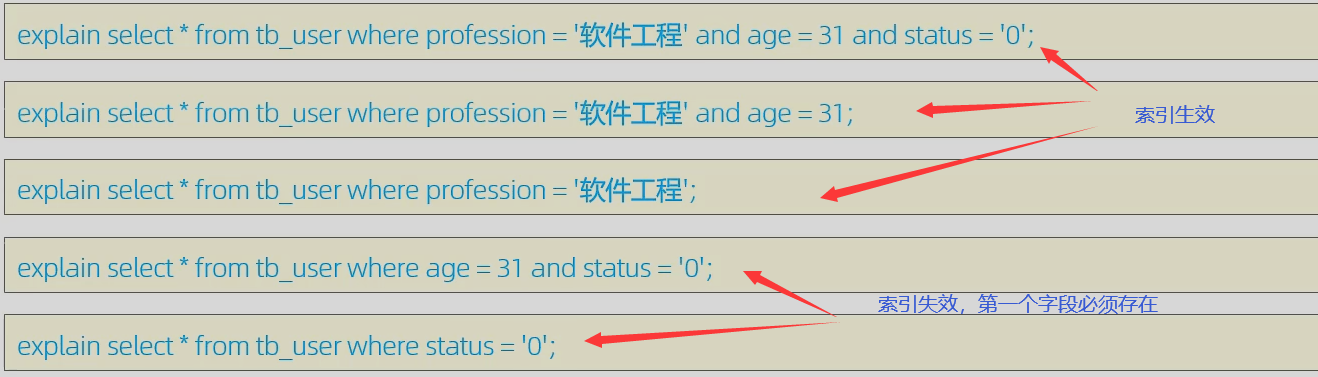 explain select * from tb_user where profession = '软件工程' and age = 31 and status = '0';
explain select * from tb_user where profession = '软件工程' and age = 31;
索引生效
explain select * from tb_user where profession = '软件工程';
explain select * from tb_user where age = 31 and status = '0';
索引失效，第一个字段必须存在
explain select * from tb_user where status = '0';